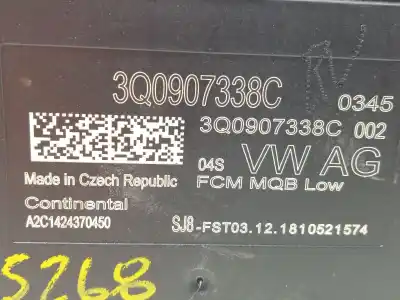 3Q0907338C 0345
3Q0907338C 002
04S VW AG
Made in Czech Republic FCM MQB Low
Continental
A2C1424370450 SJ8-FST03.12.1810521574
5268